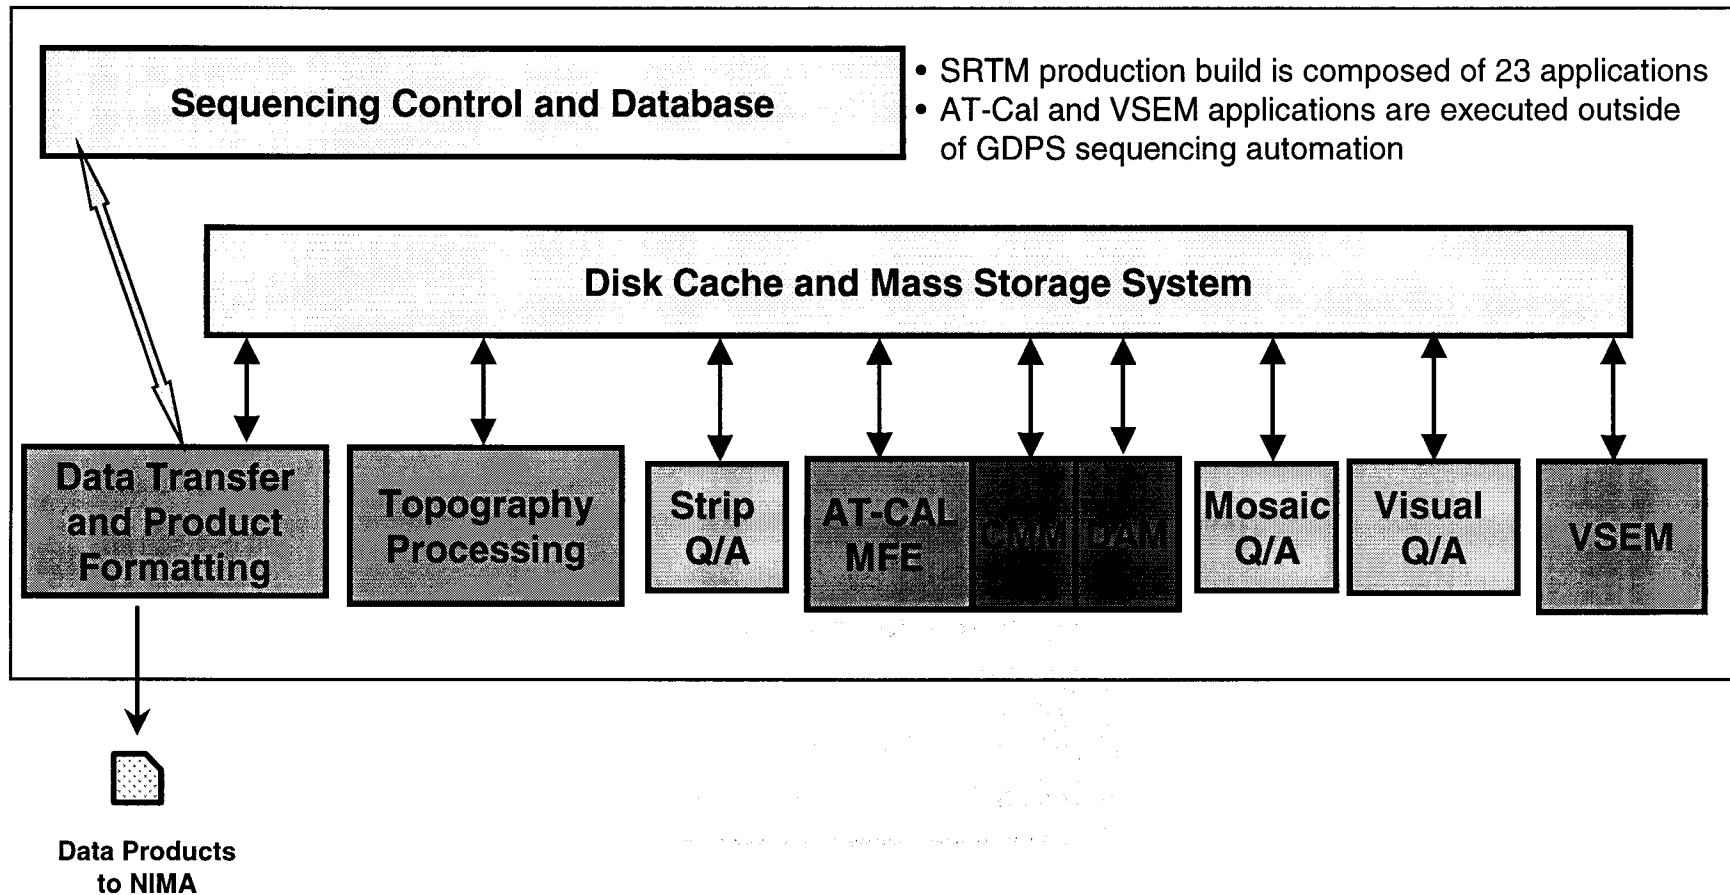 Sequencing Control and Database
• SRTM production build is composed of 23 applications
• AT-Cal and VSEM applications are executed outside
of GDPS sequencing automation
Disk Cache and Mass Storage System
Data Transfer
and Product
Formatting
Topography
Processing
Strip
Q/A
AT-CAL
MFE
CMM
DAM
Mosaic
Q/A
Visual
Q/A
VSEM
Data Products
to NIMA